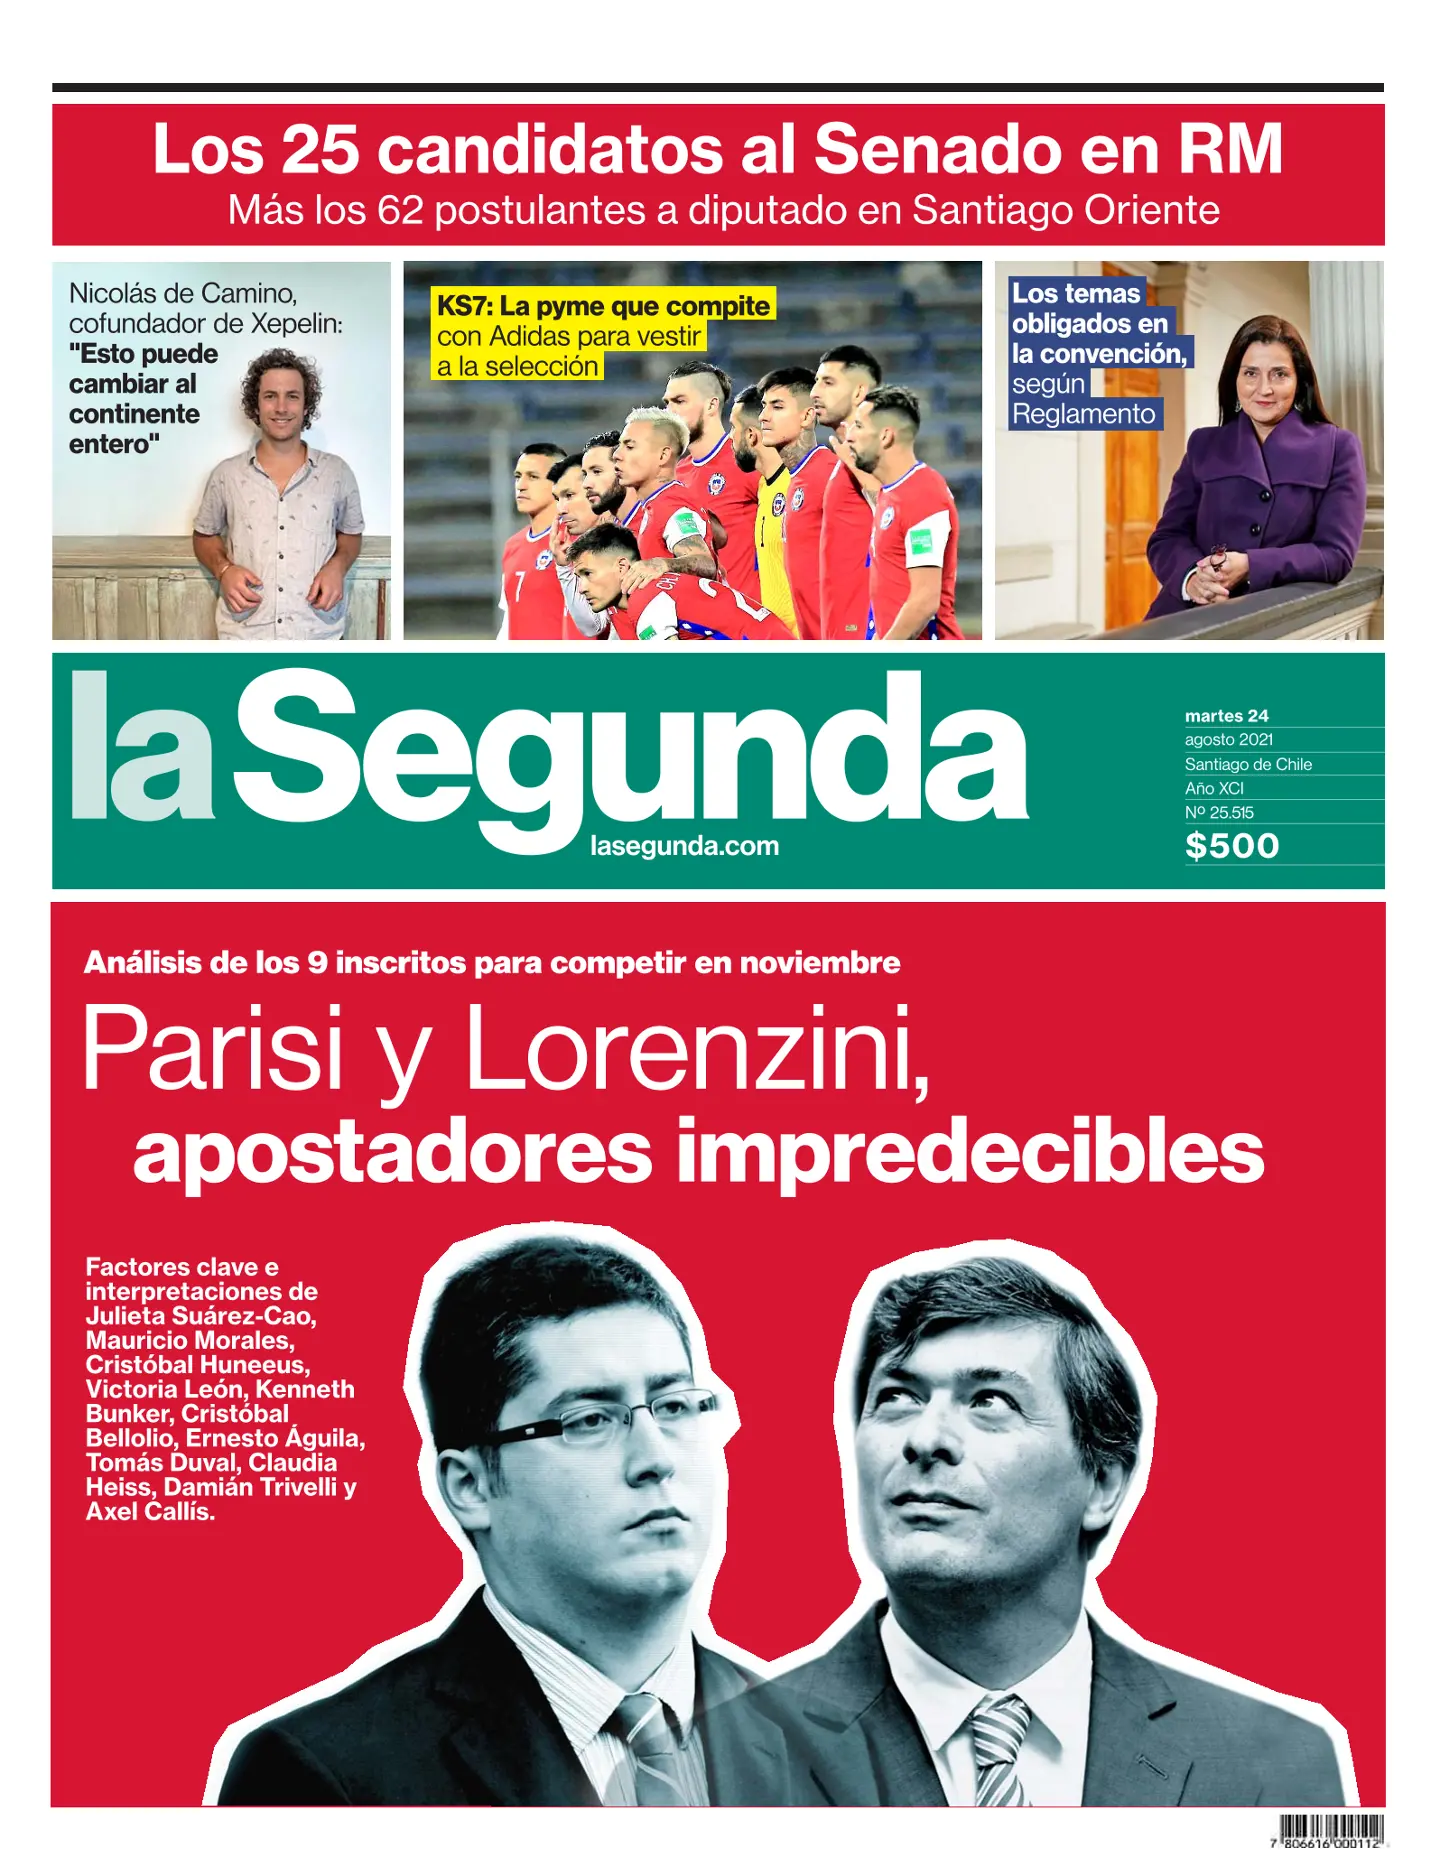 Los 25 candidatos al Senado en RM
Más los 62 postulantes a diputado en Santiago Oriente
Nicolás de Camino,
cofundador de Xepelin:
"Esto puede
cambiar al
continente
entero"
KS7: La pyme que compite
con Adidas para vestir
a la selección
7
1
2
Los temas
obligados en
la convención,
según
Reglamento
laSegunda
lasegunda.com
martes 24
agosto 2021
Santiago de Chile
Año XCI
Nº 25.515
$500
Análisis de los 9 inscritos para competir en noviembre
Parisi y Lorenzini,
apostadores impredecibles
Factores clave e
interpretaciones de
Julieta Suárez-Cao,
Mauricio Morales,
Cristóbal Huneeus,
Victoria León, Kenneth
Bunker, Cristóbal
Bellolio, Ernesto Águila,
Tomás Duval, Claudia
Heiss, Damián Trivelli y
Axel Callís.
7 806616 000112